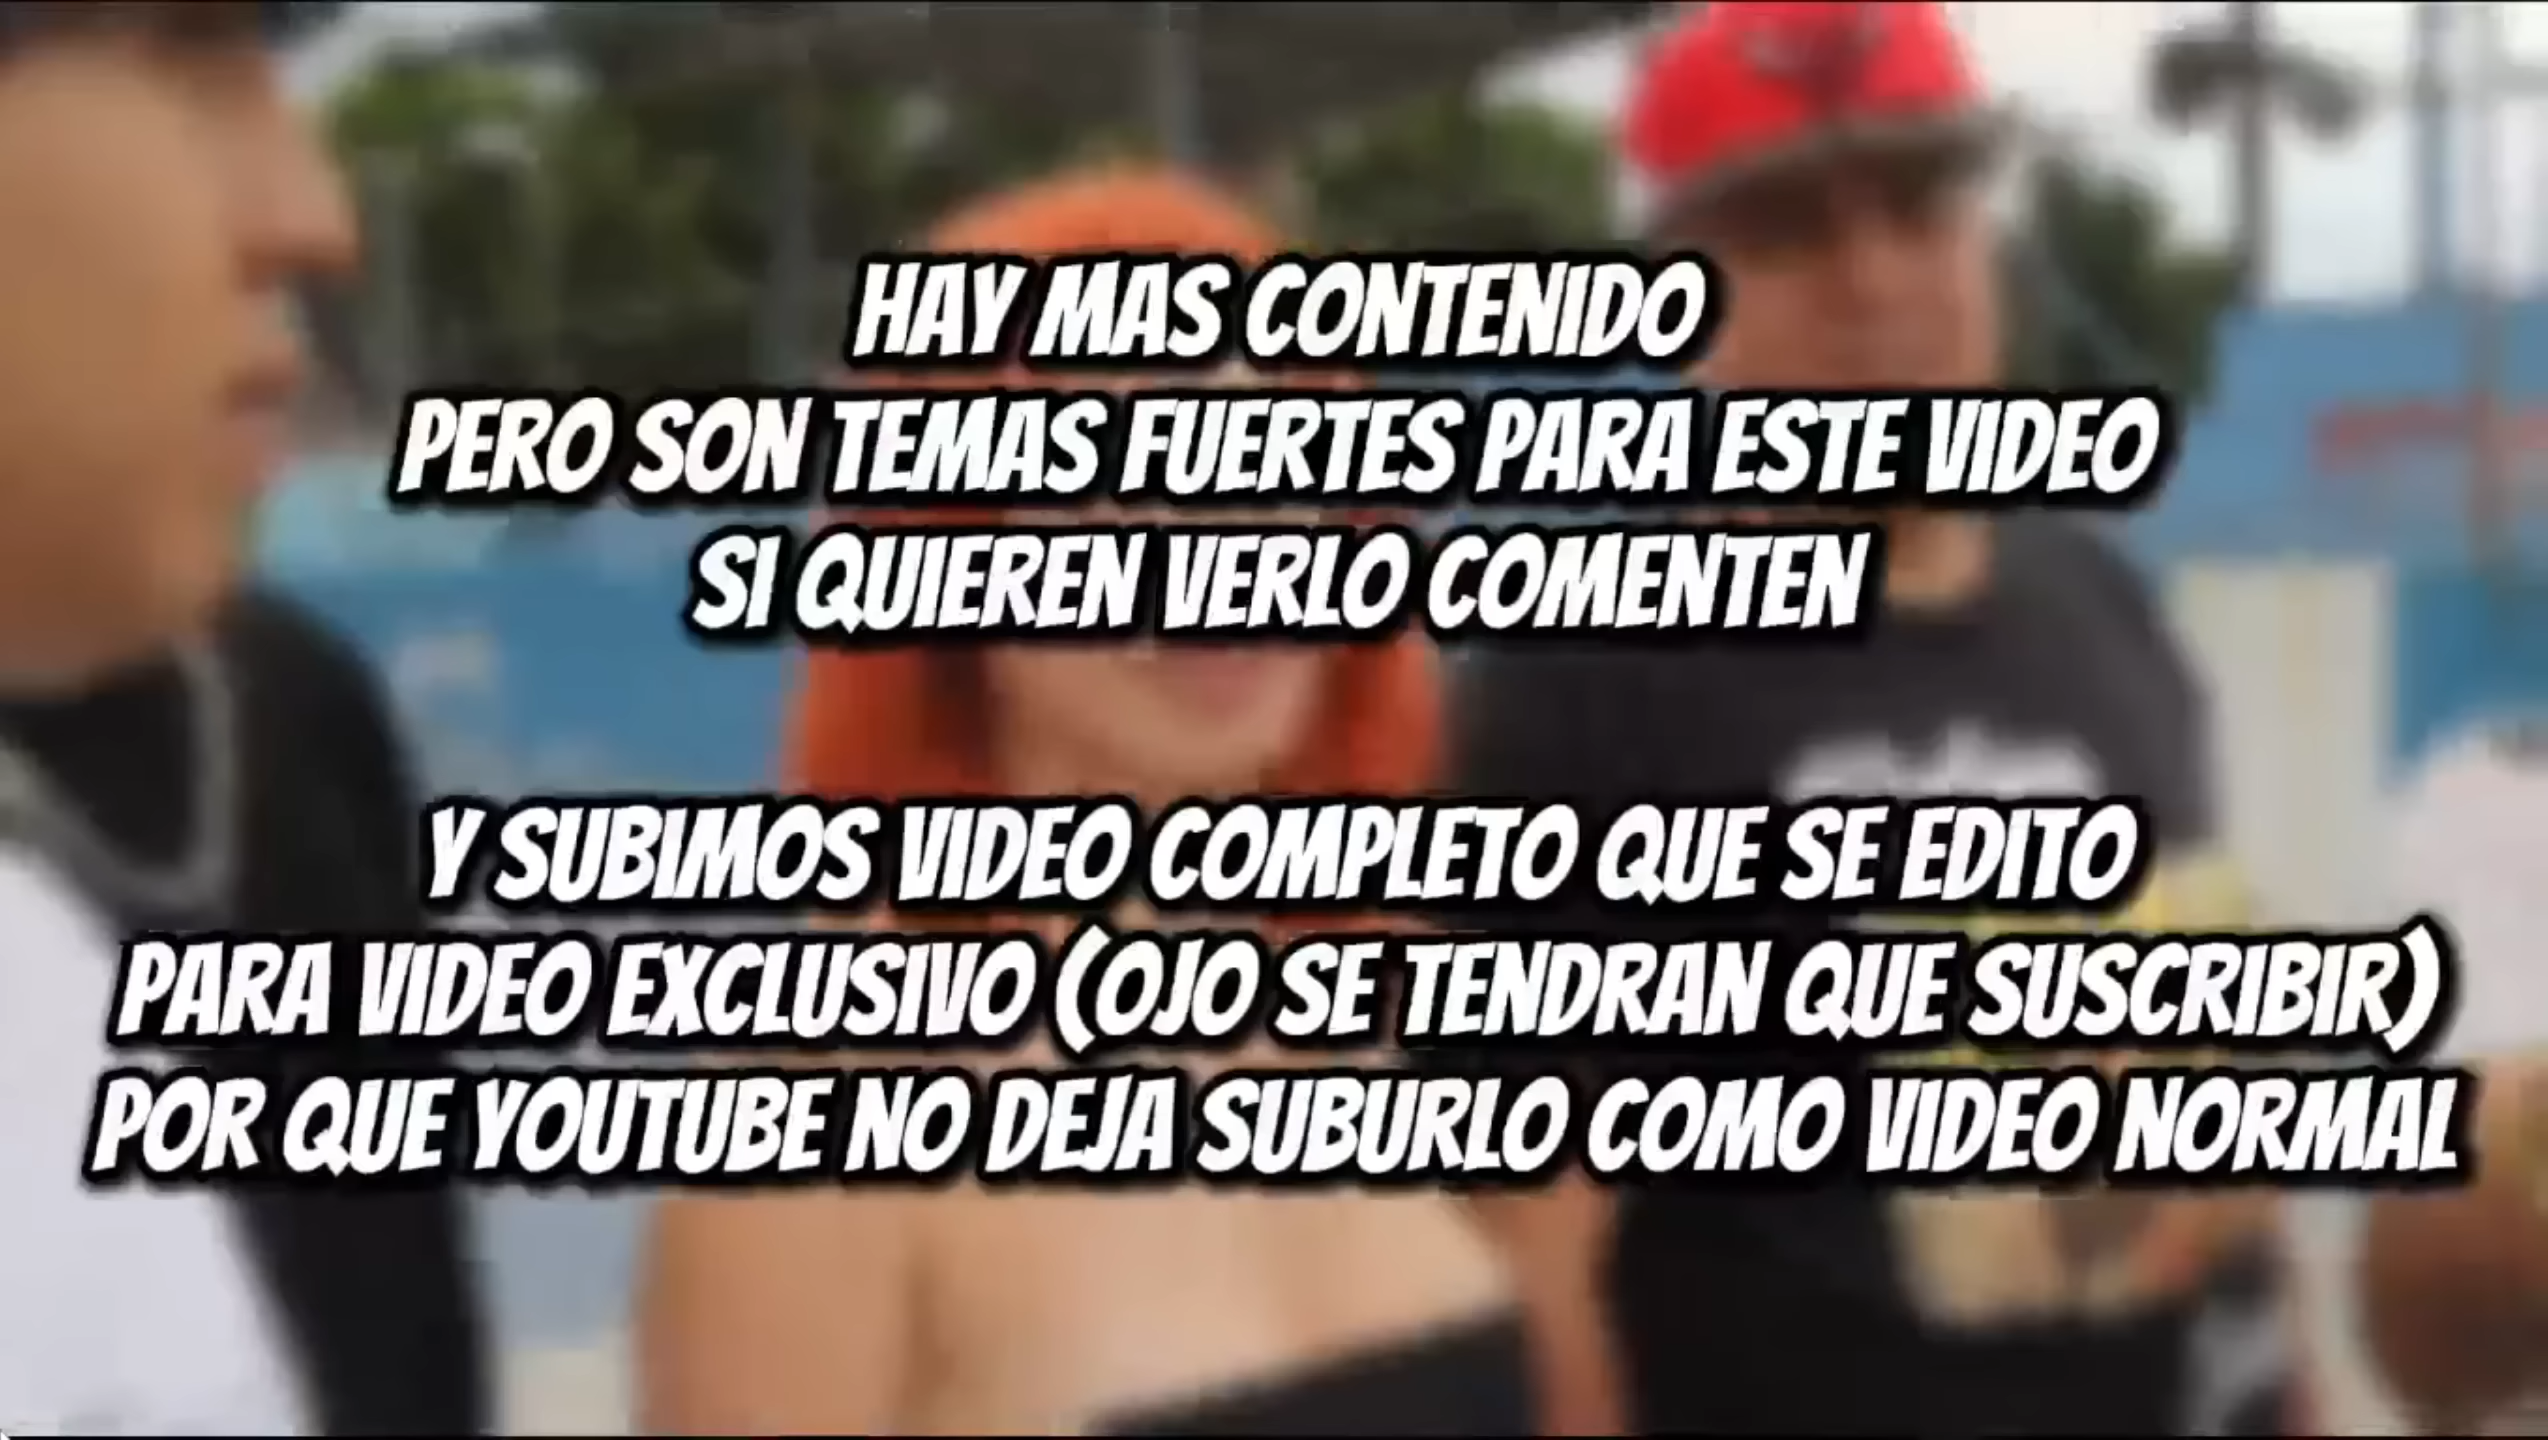 HAY MAS CONTENIDO
PERO SON TEMAS FUERTES PARA ESTE VIDEO
SI QUIEREN VERLO COMENTEN
Y SUBIMOS VIDEO COMPLETO QUE SE EDITO
PARA VIDEO EXCLUSIVO (OJO SE TENDRAN QUE SUSCRIBIR)
POR QUE YOUTUBE NO DEJA SUBURLO COMO VIDEO NORMAL